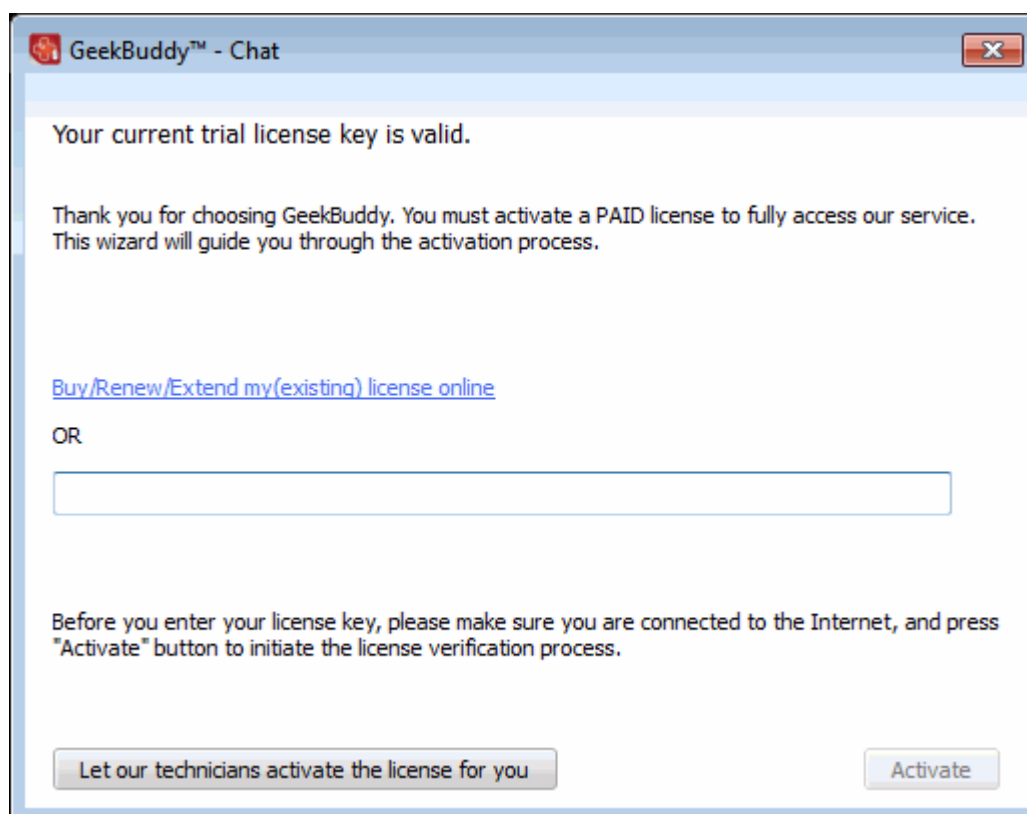 GeekBuddy™ - Chat
Your current trial license key is valid.
Thank you for choosing GeekBuddy. You must activate a PAID license to fully access our service.
This wizard will guide you through the activation process.
Buy/Renew/Extend my(existing) license online
OR
Before you enter your license key, please make sure you are connected to the Internet, and press
"Activate" button to initiate the license verification process.
Let our technicians activate the license for you
Activate